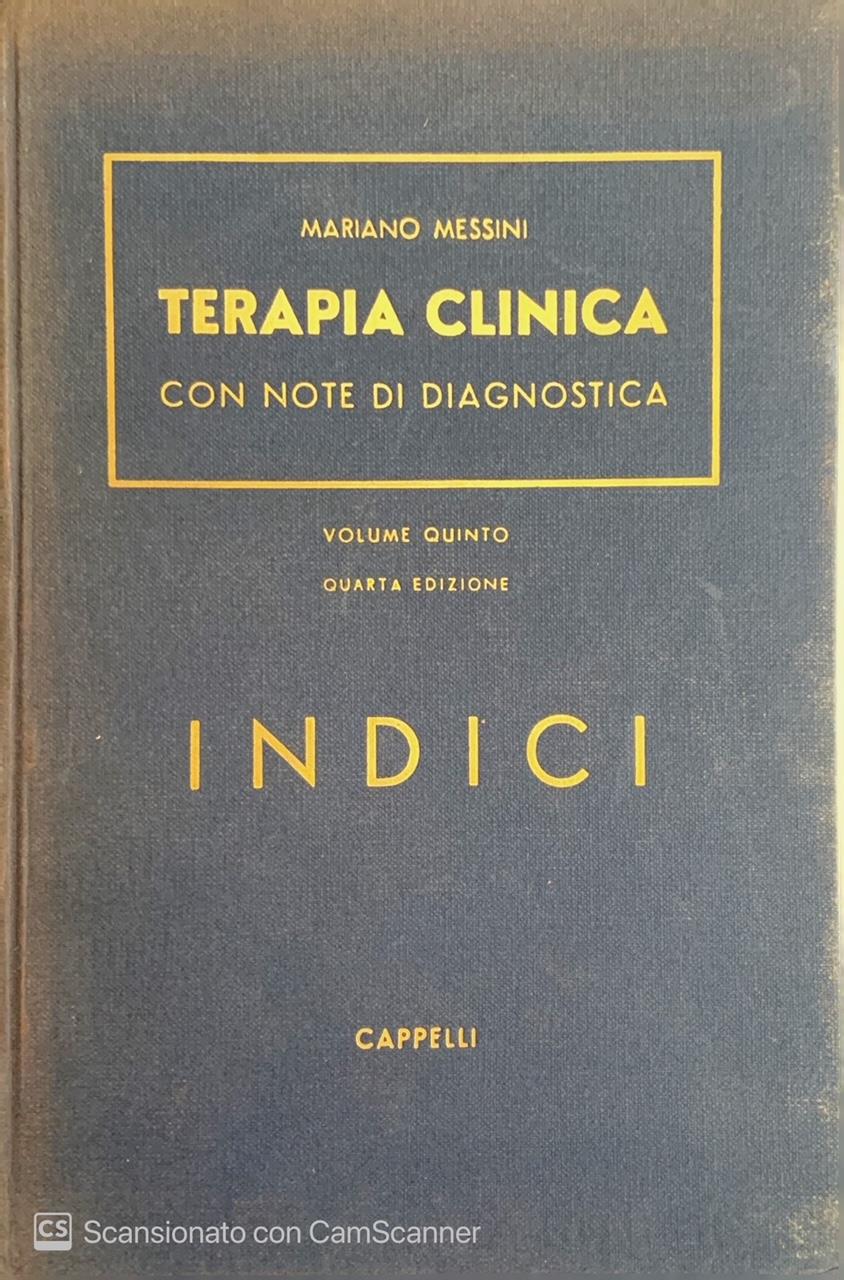 MARIANO MESSINI
TERAPIA CLINICA
CON NOTE DI DIAGNOSTICA
VOLUME QUINTO
QUARTA EDIZIONE
INDICI
CAPPELLI
CS Scansionato con CamScanner